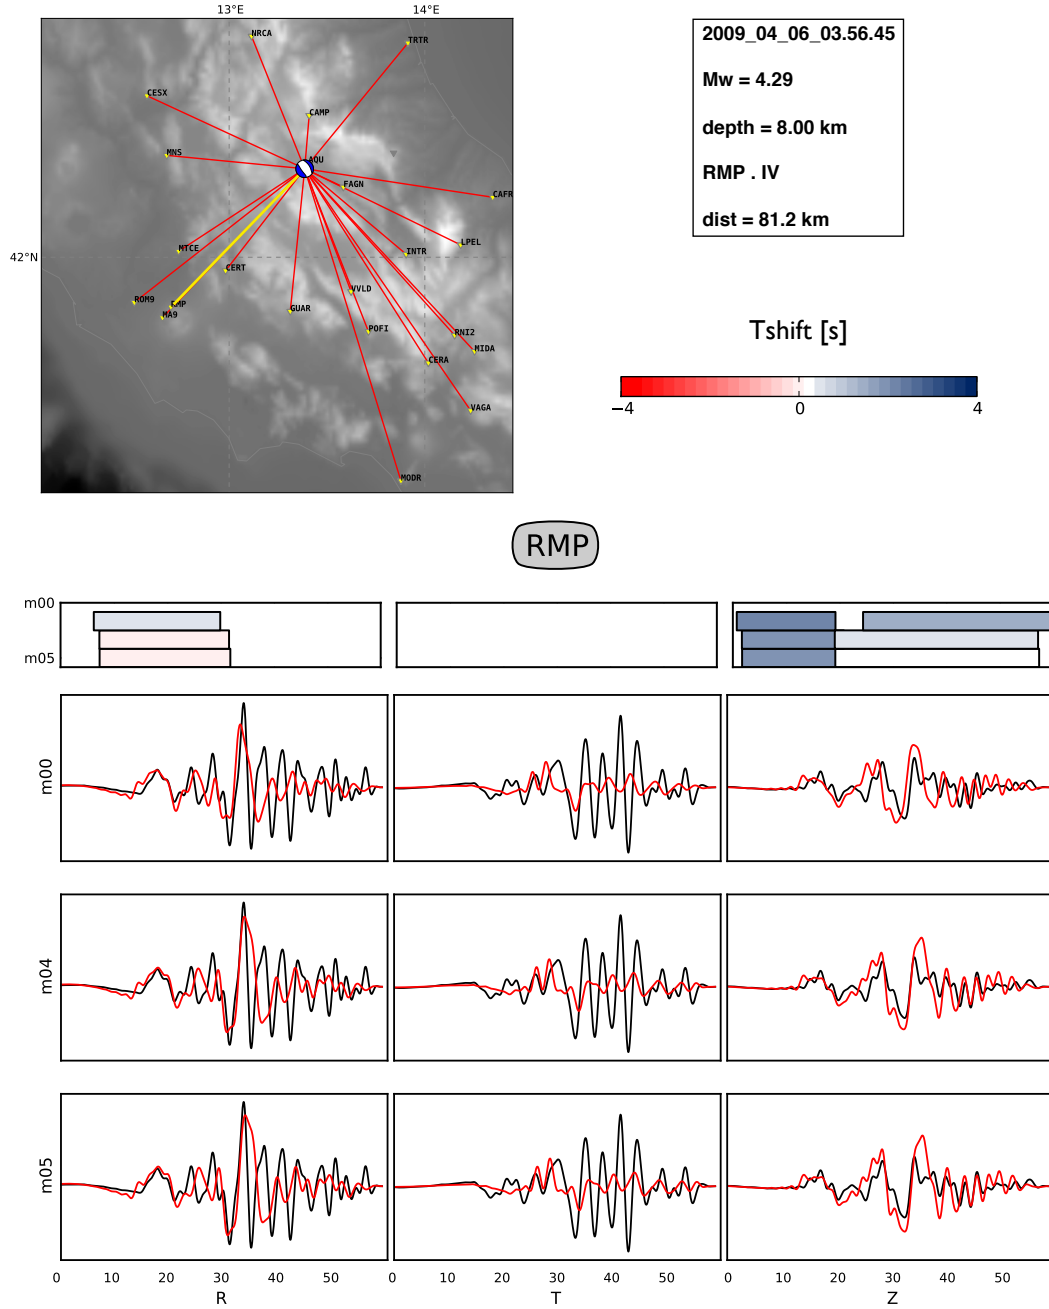 13°E
14°E
NRCA
TRTR
CESX
CAMP
MNS
AQU
FAGN
CAFR
LPEL
MTCE
INTR
42°N
CERT
VVLD
ROM9
RMP
MA9
GUAR
POFI
RNI2
MIDA
CERA
VAGA
MODR
2009_04_06_03.56.45
Mw = 4.29
depth = 8.00 km
RMP . IV
dist = 81.2 km
Tshift [s]
−4
0
4
RMP
m00
m05
m00
m04
m05
0 10 20 30 40 50
0 10 20 30 40 50
0 10 20 30 40 50
R
T
Z